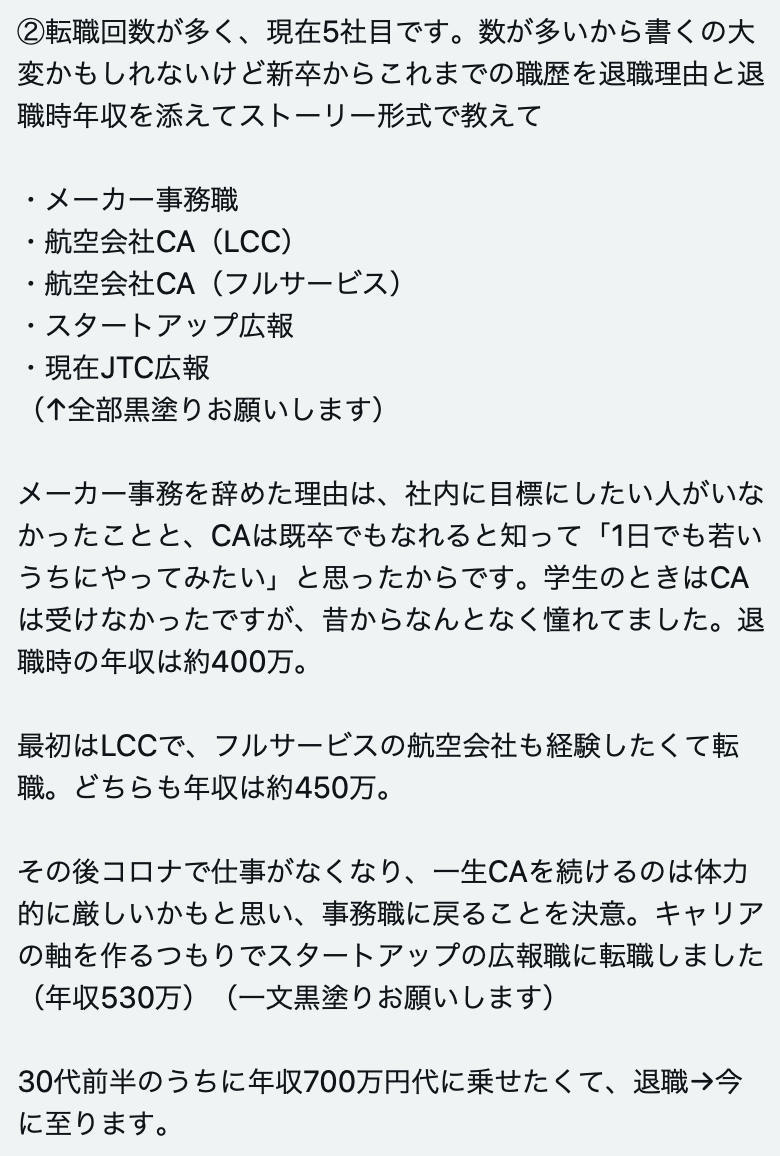 ②転職回数が多く、現在5社目です。数が多いから書くの大
変かもしれないけど新卒からこれまでの職歴を退職理由と退
職時年収を添えてストーリー形式で教えて
・メーカー事務職
・航空会社CA（LCC）
・航空会社CA（フルサービス）
・スタートアップ広報
・現在JTC広報
（↑全部黒塗りお願いします）
メーカー事務を辞めた理由は、社内に目標にしたい人がいな
かったことと、CAは既卒でもなれると知って「1日でも若い
うちにやってみたい」と思ったからです。学生のときはCA
は受けなかったですが、昔からなんとなく憧れてました。退
職時の年収は約400万。
最初はLCCで、フルサービスの航空会社も経験したくて転
職。どちらも年収は約450万。
その後コロナで仕事がなくなり、一生CAを続けるのは体力
的に厳しいかもと思い、事務職に戻ることを決意。キャリア
の軸を作るつもりでスタートアップの広報職に転職しました
（年収530万）（一文黒塗りお願いします）
30代前半のうちに年収700万円代に乗せたくて、退職→今
に至ります。